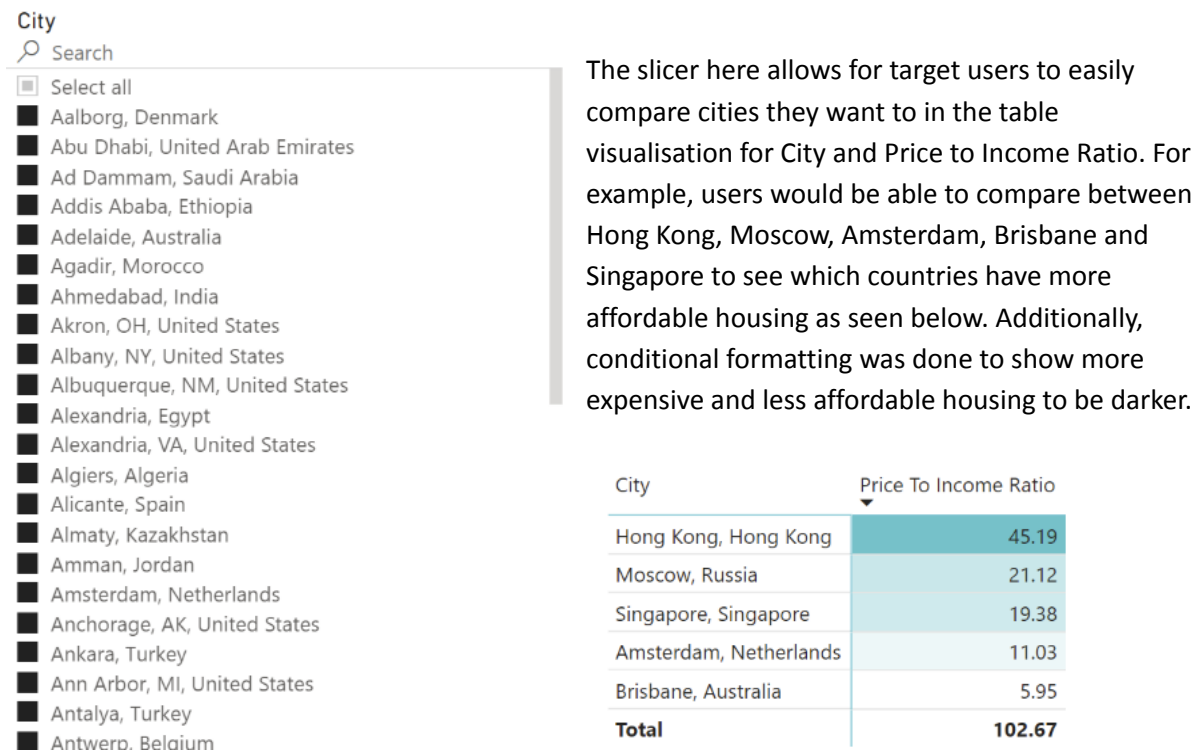 City
Search
Select all
Aalborg, Denmark
Abu Dhabi, United Arab Emirates
Ad Dammam, Saudi Arabia
Addis Ababa, Ethiopia
Adelaide, Australia
Agadir, Morocco
Ahmedabad, India
Akron, OH, United States
Albany, NY, United States
Albuquerque, NM, United States
Alexandria, Egypt
Alexandria, VA, United States
Algiers, Algeria
Alicante, Spain
Almaty, Kazakhstan
Amman, Jordan
Amsterdam, Netherlands
Anchorage, AK, United States
Ankara, Turkey
Ann Arbor, MI, United States
Antalya, Turkey
Antwerp, Belgium
The slicer here allows for target users to easily
compare cities they want to in the table
visualisation for City and Price to Income Ratio. For
example, users would be able to compare between
Hong Kong, Moscow, Amsterdam, Brisbane and
Singapore to see which countries have more
affordable housing as seen below. Additionally,
conditional formatting was done to show more
expensive and less affordable housing to be darker.
City Price To Income Ratio
Hong Kong, Hong Kong 45.19
Moscow, Russia 21.12
Singapore, Singapore 19.38
Amsterdam, Netherlands 11.03
Brisbane, Australia 5.95
Total 102.67